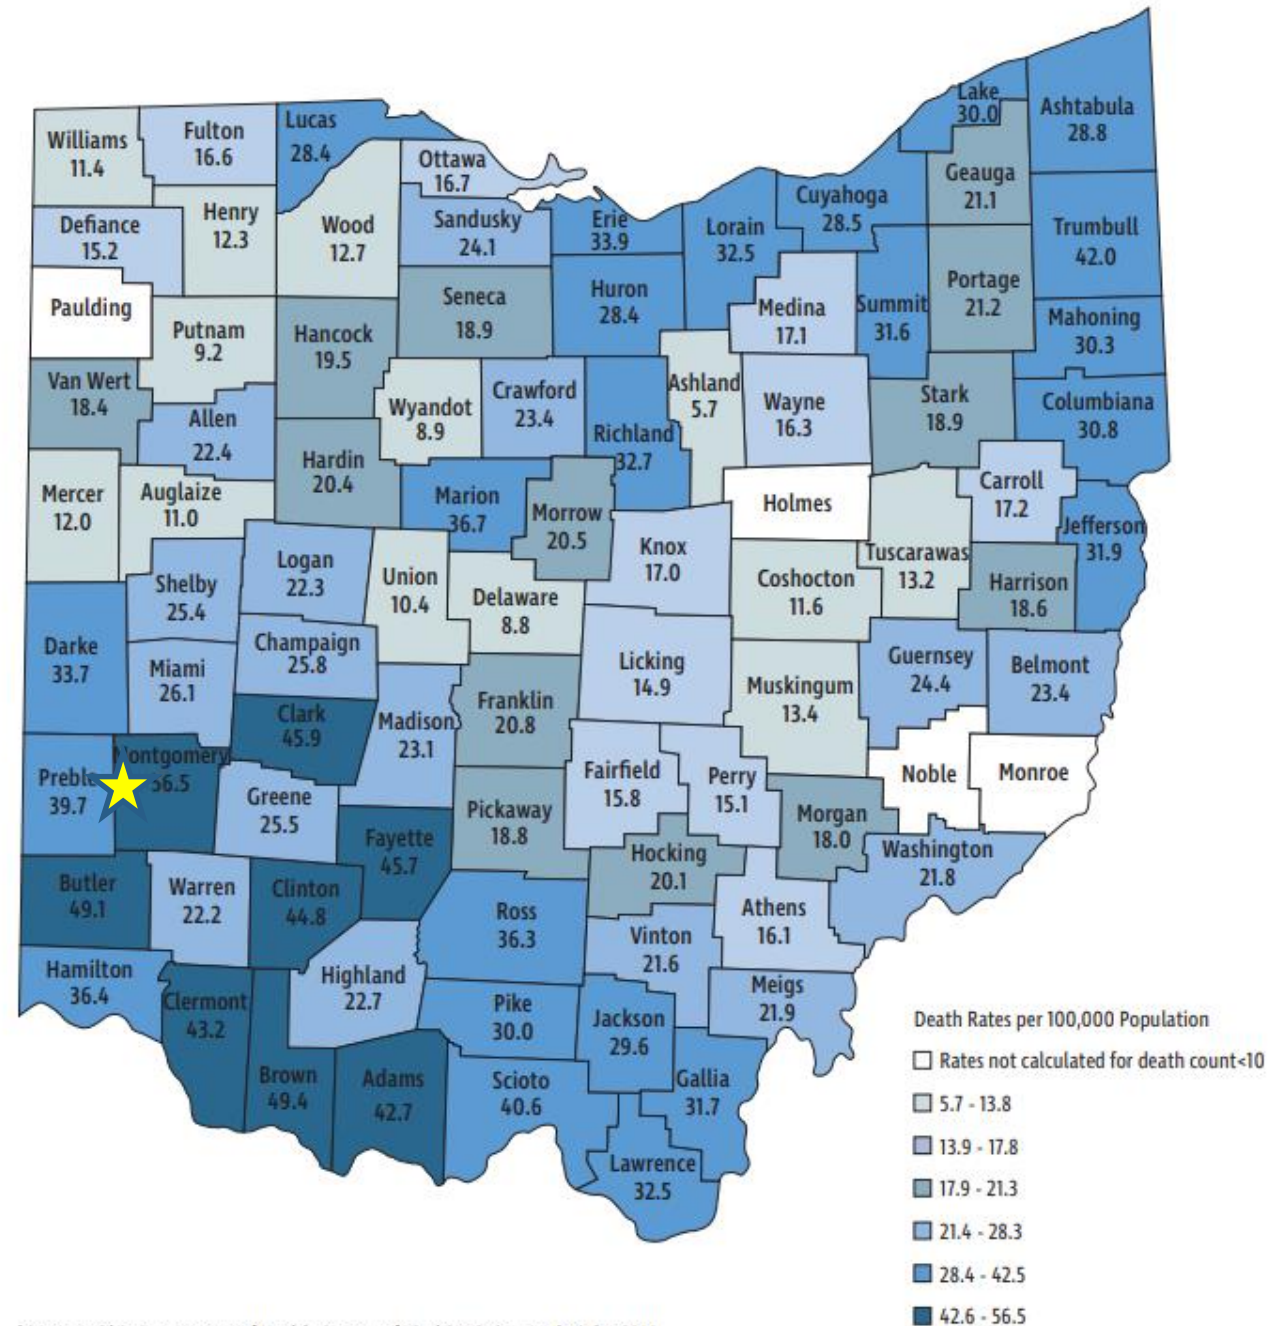 Williams
11.4
Fulton
16.6
Lucas
28.4
Ottawa
16.7
Lake
30.0
Ashtabula
28.8
Geauga
21.1
Defiance
15.2
Henry
12.3
Wood
12.7
Sandusky
24.1
Erie
33.9
Lorain
32.5
Cuyahoga
28.5
Trumbull
42.0
Paulding
Putnam
9.2
Hancock
19.5
Seneca
18.9
Huron
28.4
Medina
17.1
Summit
31.6
Portage
21.2
Mahoning
30.3
Van Wert
18.4
Allen
22.4
Wyandot
8.9
Crawford
23.4
Richland
32.7
Ashland
5.7
Wayne
16.3
Stark
18.9
Columbiana
30.8
Mercer
12.0
Auglaize
11.0
Hardin
20.4
Marion
36.7
Morrow
20.5
Holmes
Carroll
17.2
Jefferson
31.9
Shelby
25.4
Logan
22.3
Union
10.4
Delaware
8.8
Knox
17.0
Coshocton
11.6
Tuscarawas
13.2
Harrison
18.6
Darke
33.7
Miami
26.1
Champaign
25.8
Clark
45.9
Madison
23.1
Franklin
20.8
Licking
14.9
Muskingum
13.4
Guernsey
24.4
Belmont
23.4
Preble
39.7
Montgomery
56.5
Greene
25.5
Fayette
45.7
Pickaway
18.8
Fairfield
15.8
Perry
15.1
Morgan
18.0
Noble
Monroe
Butler
49.1
Warren
22.2
Clinton
44.8
Ross
36.3
Hocking
20.1
Athens
16.1
Washington
21.8
Hamilton
36.4
Clermont
43.2
Highland
22.7
Pike
30.0
Vinton
21.6
Jackson
29.6
Meigs
21.9
Brown
49.4
Adams
42.7
Scioto
40.6
Gallia
31.7
Lawrence
32.5
Death Rates per 100,000 Population
Rates not calculated for death count<10
5.7 - 13.8
13.9 - 17.8
17.9 - 21.3
21.4 - 28.3
28.4 - 42.5
42.6 - 56.5